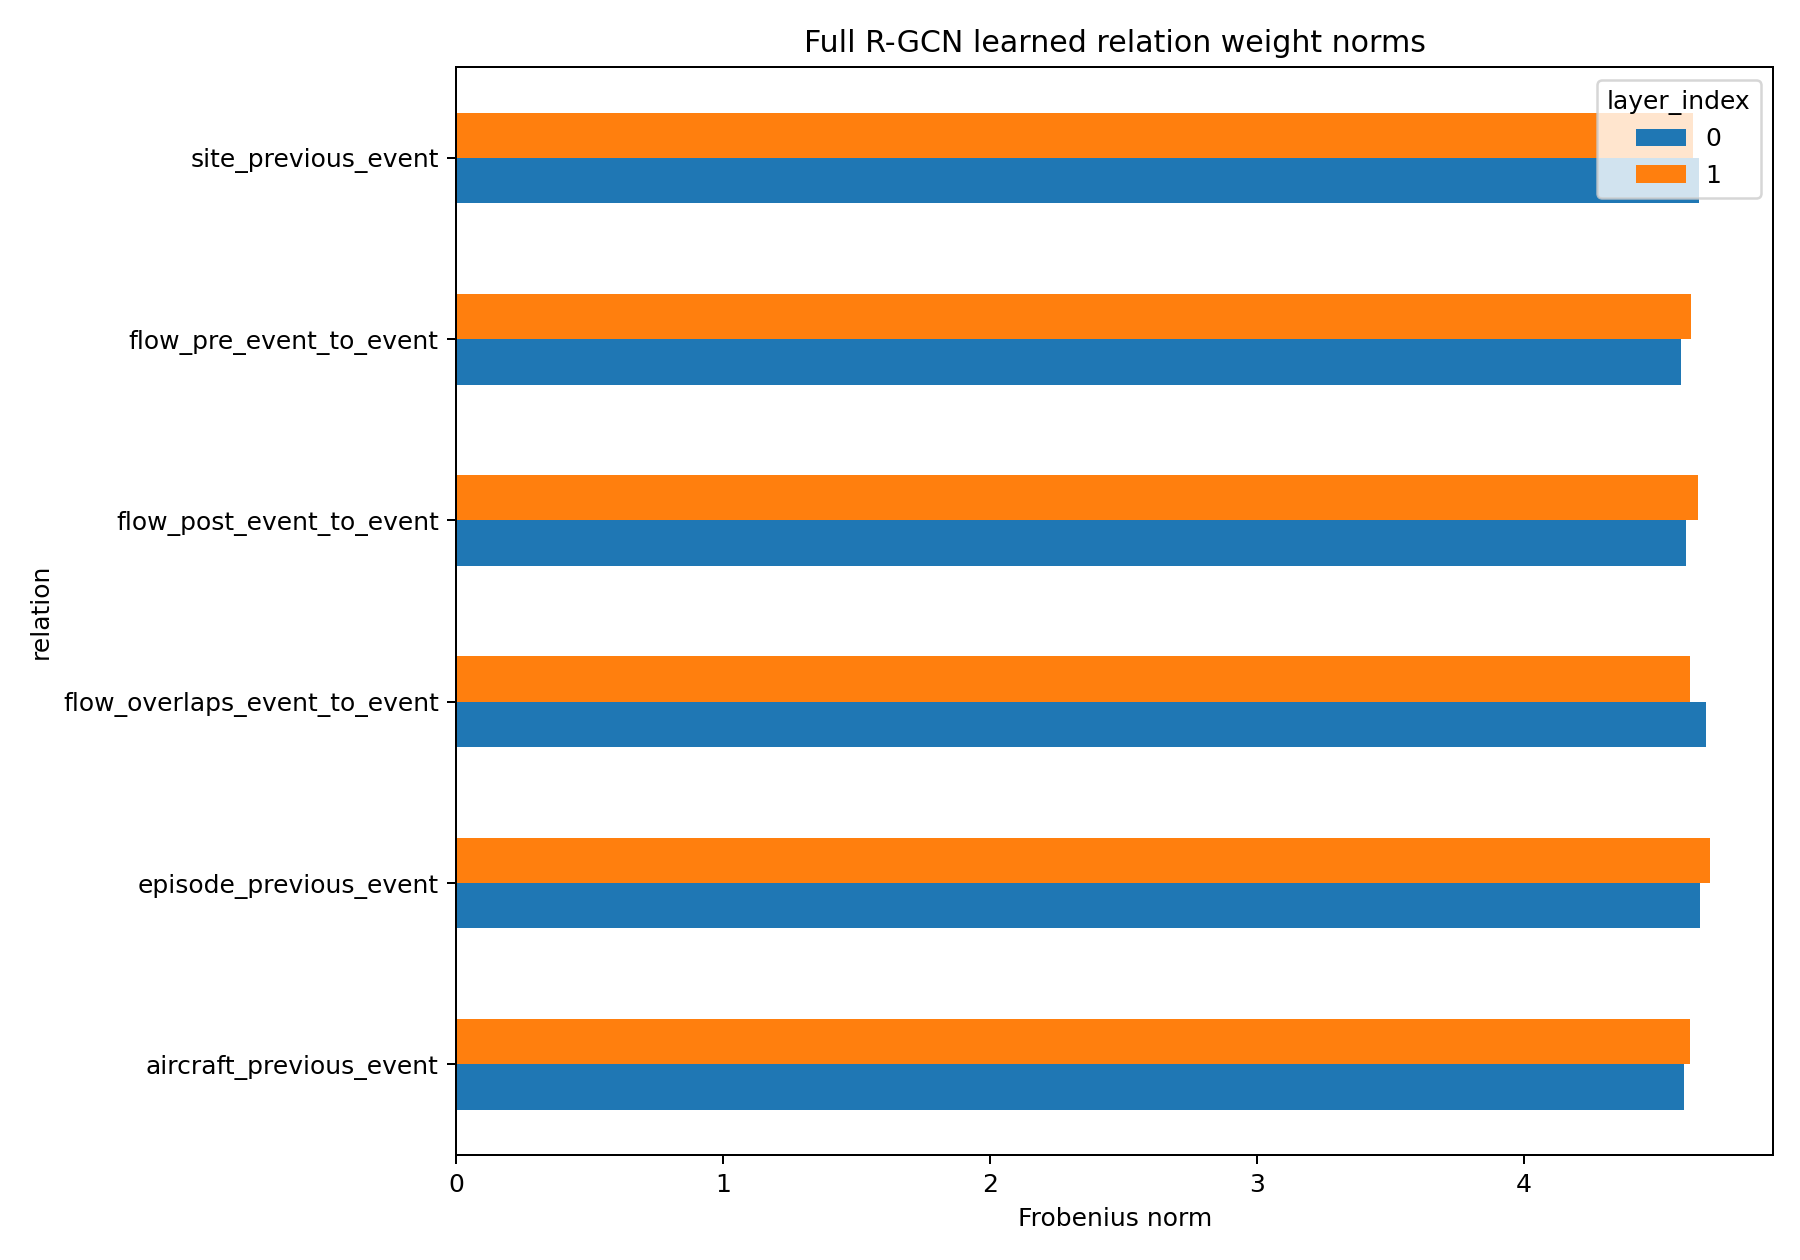 Full R-GCN learned relation weight norms
layer_index
0
1
site_previous_event
flow_pre_event_to_event
flow_post_event_to_event
flow_overlaps_event_to_event
episode_previous_event
aircraft_previous_event
relation
0 1 2 3 4
Frobenius norm